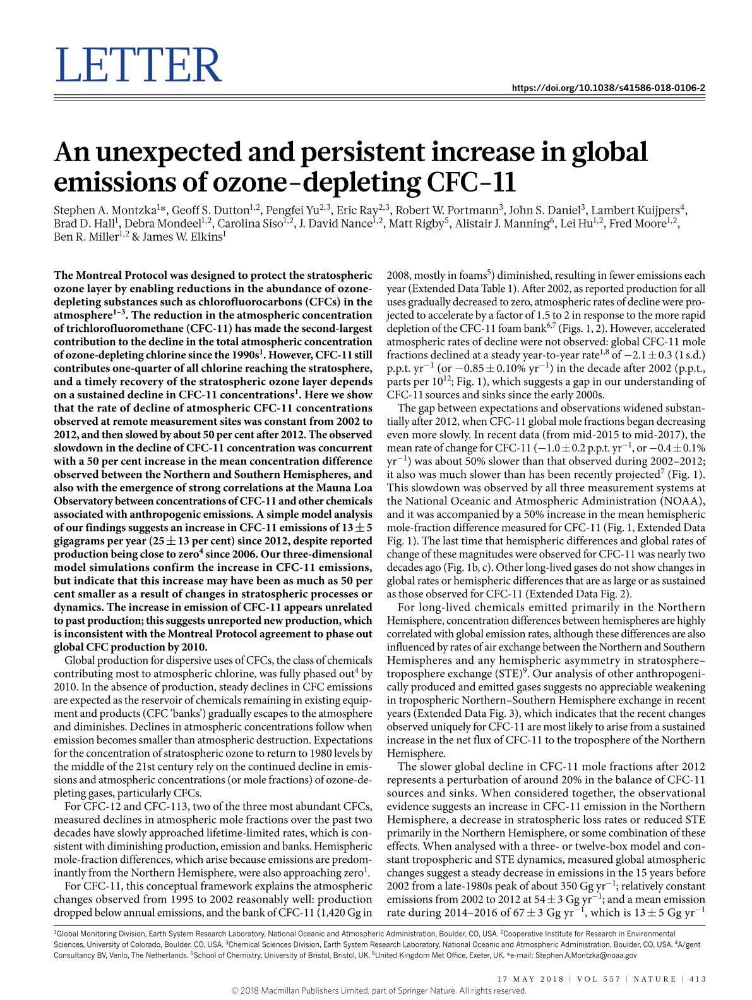 LETTER
https://doi.org/10.1038/s41586-018-0106-2
An unexpected and persistent increase in global
emissions of ozone-depleting CFC-11
Stephen A. Montzka1*, Geoff S. Dutton1,2, Pengfei Yu2,3, Eric Ray2,3, Robert W. Portmann3, John S. Daniel3, Lambert Kuijpers4,
Brad D. Hall1, Debra Mondeel1,2, Carolina Siso1,2, J. David Nance1,2, Matt Rigby5, Alistair J. Manning6, Lei Hu1,2, Fred Moore1,2,
Ben R. Miller1,2 & James W. Elkins1
The Montreal Protocol was designed to protect the stratospheric
ozone layer by enabling reductions in the abundance of ozone-
depleting substances such as chlorofluorocarbons (CFCs) in the
atmosphere1–3. The reduction in the atmospheric concentration
of trichlorofluoromethane (CFC-11) has made the second-largest
contribution to the decline in the total atmospheric concentration
of ozone-depleting chlorine since the 1990s1. However, CFC-11 still
contributes one-quarter of all chlorine reaching the stratosphere,
and a timely recovery of the stratospheric ozone layer depends
on a sustained decline in CFC-11 concentrations1. Here we show
that the rate of decline of atmospheric CFC-11 concentrations
observed at remote measurement sites was constant from 2002 to
2012, and then slowed by about 50 per cent after 2012. The observed
slowdown in the decline of CFC-11 concentration was concurrent
with a 50 per cent increase in the mean concentration difference
observed between the Northern and Southern Hemispheres, and
also with the emergence of strong correlations at the Mauna Loa
Observatory between concentrations of CFC-11 and other chemicals
associated with anthropogenic emissions. A simple model analysis
of our findings suggests an increase in CFC-11 emissions of 13 ± 5
gigagrams per year (25 ± 13 per cent) since 2012, despite reported
production being close to zero4 since 2006. Our three-dimensional
model simulations confirm the increase in CFC-11 emissions,
but indicate that this increase may have been as much as 50 per
cent smaller as a result of changes in stratospheric processes or
dynamics. The increase in emission of CFC-11 appears unrelated
to past production; this suggests unreported new production, which
is inconsistent with the Montreal Protocol agreement to phase out
global CFC production by 2010.
Global production for dispersive uses of CFCs, the class of chemicals
contributing most to atmospheric chlorine, was fully phased out4 by
2010. In the absence of production, steady declines in CFC emissions
are expected as the reservoir of chemicals remaining in existing equip-
ment and products (CFC ‘banks’) gradually escapes to the atmosphere
and diminishes. Declines in atmospheric concentrations follow when
emission becomes smaller than atmospheric destruction. Expectations
for the concentration of stratospheric ozone to return to 1980 levels by
the middle of the 21st century rely on the continued decline in emis-
sions and atmospheric concentrations (or mole fractions) of ozone-de-
pleting gases, particularly CFCs.
For CFC-12 and CFC-113, two of the three most abundant CFCs,
measured declines in atmospheric mole fractions over the past two
decades have slowly approached lifetime-limited rates, which is con-
sistent with diminishing production, emission and banks. Hemispheric
mole-fraction differences, which arise because emissions are predom-
inantly from the Northern Hemisphere, were also approaching zero1.
For CFC-11, this conceptual framework explains the atmospheric
changes observed from 1995 to 2002 reasonably well: production
dropped below annual emissions, and the bank of CFC-11 (1,420 Gg in
2008, mostly in foams5) diminished, resulting in fewer emissions each
year (Extended Data Table 1). After 2002, as reported production for all
uses gradually decreased to zero, atmospheric rates of decline were pro-
jected to accelerate by a factor of 1.5 to 2 in response to the more rapid
depletion of the CFC-11 foam bank6,7 (Figs. 1, 2). However, accelerated
atmospheric rates of decline were not observed: global CFC-11 mole
fractions declined at a steady year-to-year rate1,8 of −2.1 ± 0.3 (1 s.d.)
p.p.t. yr−1 (or −0.85 ± 0.10% yr−1) in the decade after 2002 (p.p.t.,
parts per 1012; Fig. 1), which suggests a gap in our understanding of
CFC-11 sources and sinks since the early 2000s.
The gap between expectations and observations widened substan-
tially after 2012, when CFC-11 global mole fractions began decreasing
even more slowly. In recent data (from mid-2015 to mid-2017), the
mean rate of change for CFC-11 (−1.0 ± 0.2 p.p.t. yr−1, or −0.4 ± 0.1%
yr−1) was about 50% slower than that observed during 2002–2012;
it also was much slower than has been recently projected7 (Fig. 1).
This slowdown was observed by all three measurement systems at
the National Oceanic and Atmospheric Administration (NOAA),
and it was accompanied by a 50% increase in the mean hemispheric
mole-fraction difference measured for CFC-11 (Fig. 1, Extended Data
Fig. 1). The last time that hemispheric differences and global rates of
change of these magnitudes were observed for CFC-11 was nearly two
decades ago (Fig. 1b, c). Other long-lived gases do not show changes in
global rates or hemispheric differences that are as large or as sustained
as those observed for CFC-11 (Extended Data Fig. 2).
For long-lived chemicals emitted primarily in the Northern
Hemisphere, concentration differences between hemispheres are highly
correlated with global emission rates, although these differences are also
influenced by rates of air exchange between the Northern and Southern
Hemispheres and any hemispheric asymmetry in stratosphere–
troposphere exchange (STE)9. Our analysis of other anthropogeni-
cally produced and emitted gases suggests no appreciable weakening
in tropospheric Northern–Southern Hemisphere exchange in recent
years (Extended Data Fig. 3), which indicates that the recent changes
observed uniquely for CFC-11 are most likely to arise from a sustained
increase in the net flux of CFC-11 to the troposphere of the Northern
Hemisphere.
The slower global decline in CFC-11 mole fractions after 2012
represents a perturbation of around 20% in the balance of CFC-11
sources and sinks. When considered together, the observational
evidence suggests an increase in CFC-11 emission in the Northern
Hemisphere, a decrease in stratospheric loss rates or reduced STE
primarily in the Northern Hemisphere, or some combination of these
effects. When analysed with a three- or twelve-box model and con-
stant tropospheric and STE dynamics, measured global atmospheric
changes suggest a steady decrease in emissions in the 15 years before
2002 from a late-1980s peak of about 350 Gg yr−1; relatively constant
emissions from 2002 to 2012 at 54 ± 3 Gg yr−1; and a mean emission
rate during 2014–2016 of 67 ± 3 Gg yr−1, which is 13 ± 5 Gg yr−1
1Global Monitoring Division, Earth System Research Laboratory, National Oceanic and Atmospheric Administration, Boulder, CO, USA. 2Cooperative Institute for Research in Environmental
Sciences, University of Colorado, Boulder, CO, USA. 3Chemical Sciences Division, Earth System Research Laboratory, National Oceanic and Atmospheric Administration, Boulder, CO, USA. 4A/gent
Consultancy BV, Venlo, The Netherlands. 5School of Chemistry, University of Bristol, Bristol, UK. 6United Kingdom Met Office, Exeter, UK. *e-mail: Stephen.A.Montzka@noaa.gov
17 MAY 2018 | VOL 557 | NATURE | 413
© 2018 Macmillan Publishers Limited, part of Springer Nature. All rights reserved.